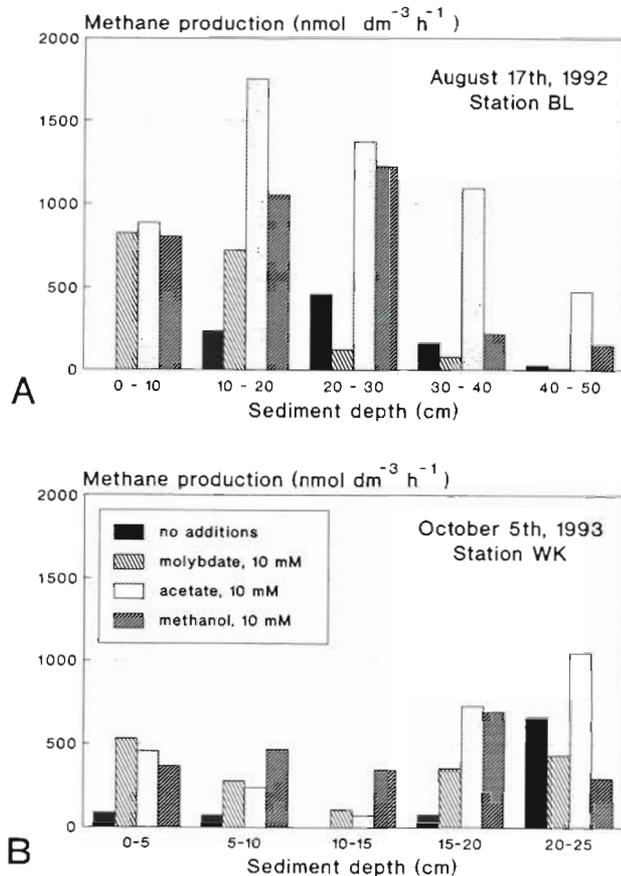 Methane production (nmol dm⁻³ h⁻¹)
2000
1500
1000
500
0
August 17th, 1992
Station BL
0 - 10 10 - 20 20 - 30 30 - 40 40 - 50
Sediment depth (cm)
A
Methane production (nmol dm⁻³ h⁻¹)
2000
1500
1000
500
0
no additions
molybdate, 10 mM
acetate, 10 mM
methanol, 10 mM
October 5th, 1993
Station WK
0-5 5-10 10-15 15-20 20-25
Sediment depth (cm)
B